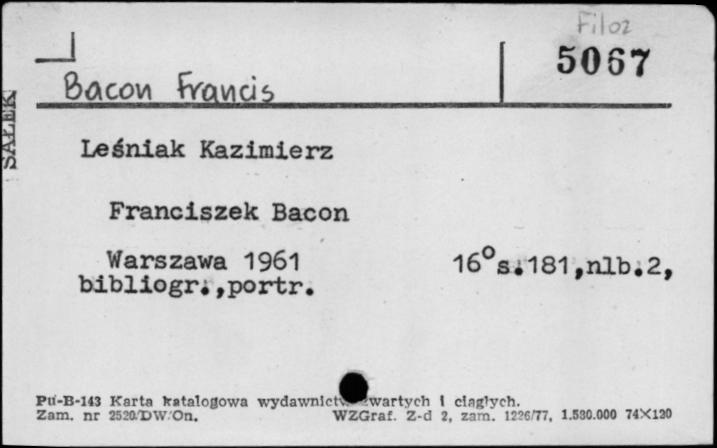 Filoz
5067
Bacon Francis
SAŁEK
Leśniak Kazimierz
Franciszek Bacon
Warszawa 1961 16°s.181,nlb.2,
bibliogr.,portr.
Pu-B-143 Karta katalogowa wydawnictw zwartych i ciągłych.
Zam. nr 2520/DW/On. WZGraf. Z-d 2, zam. 1226/77, 1.530.000 74X120